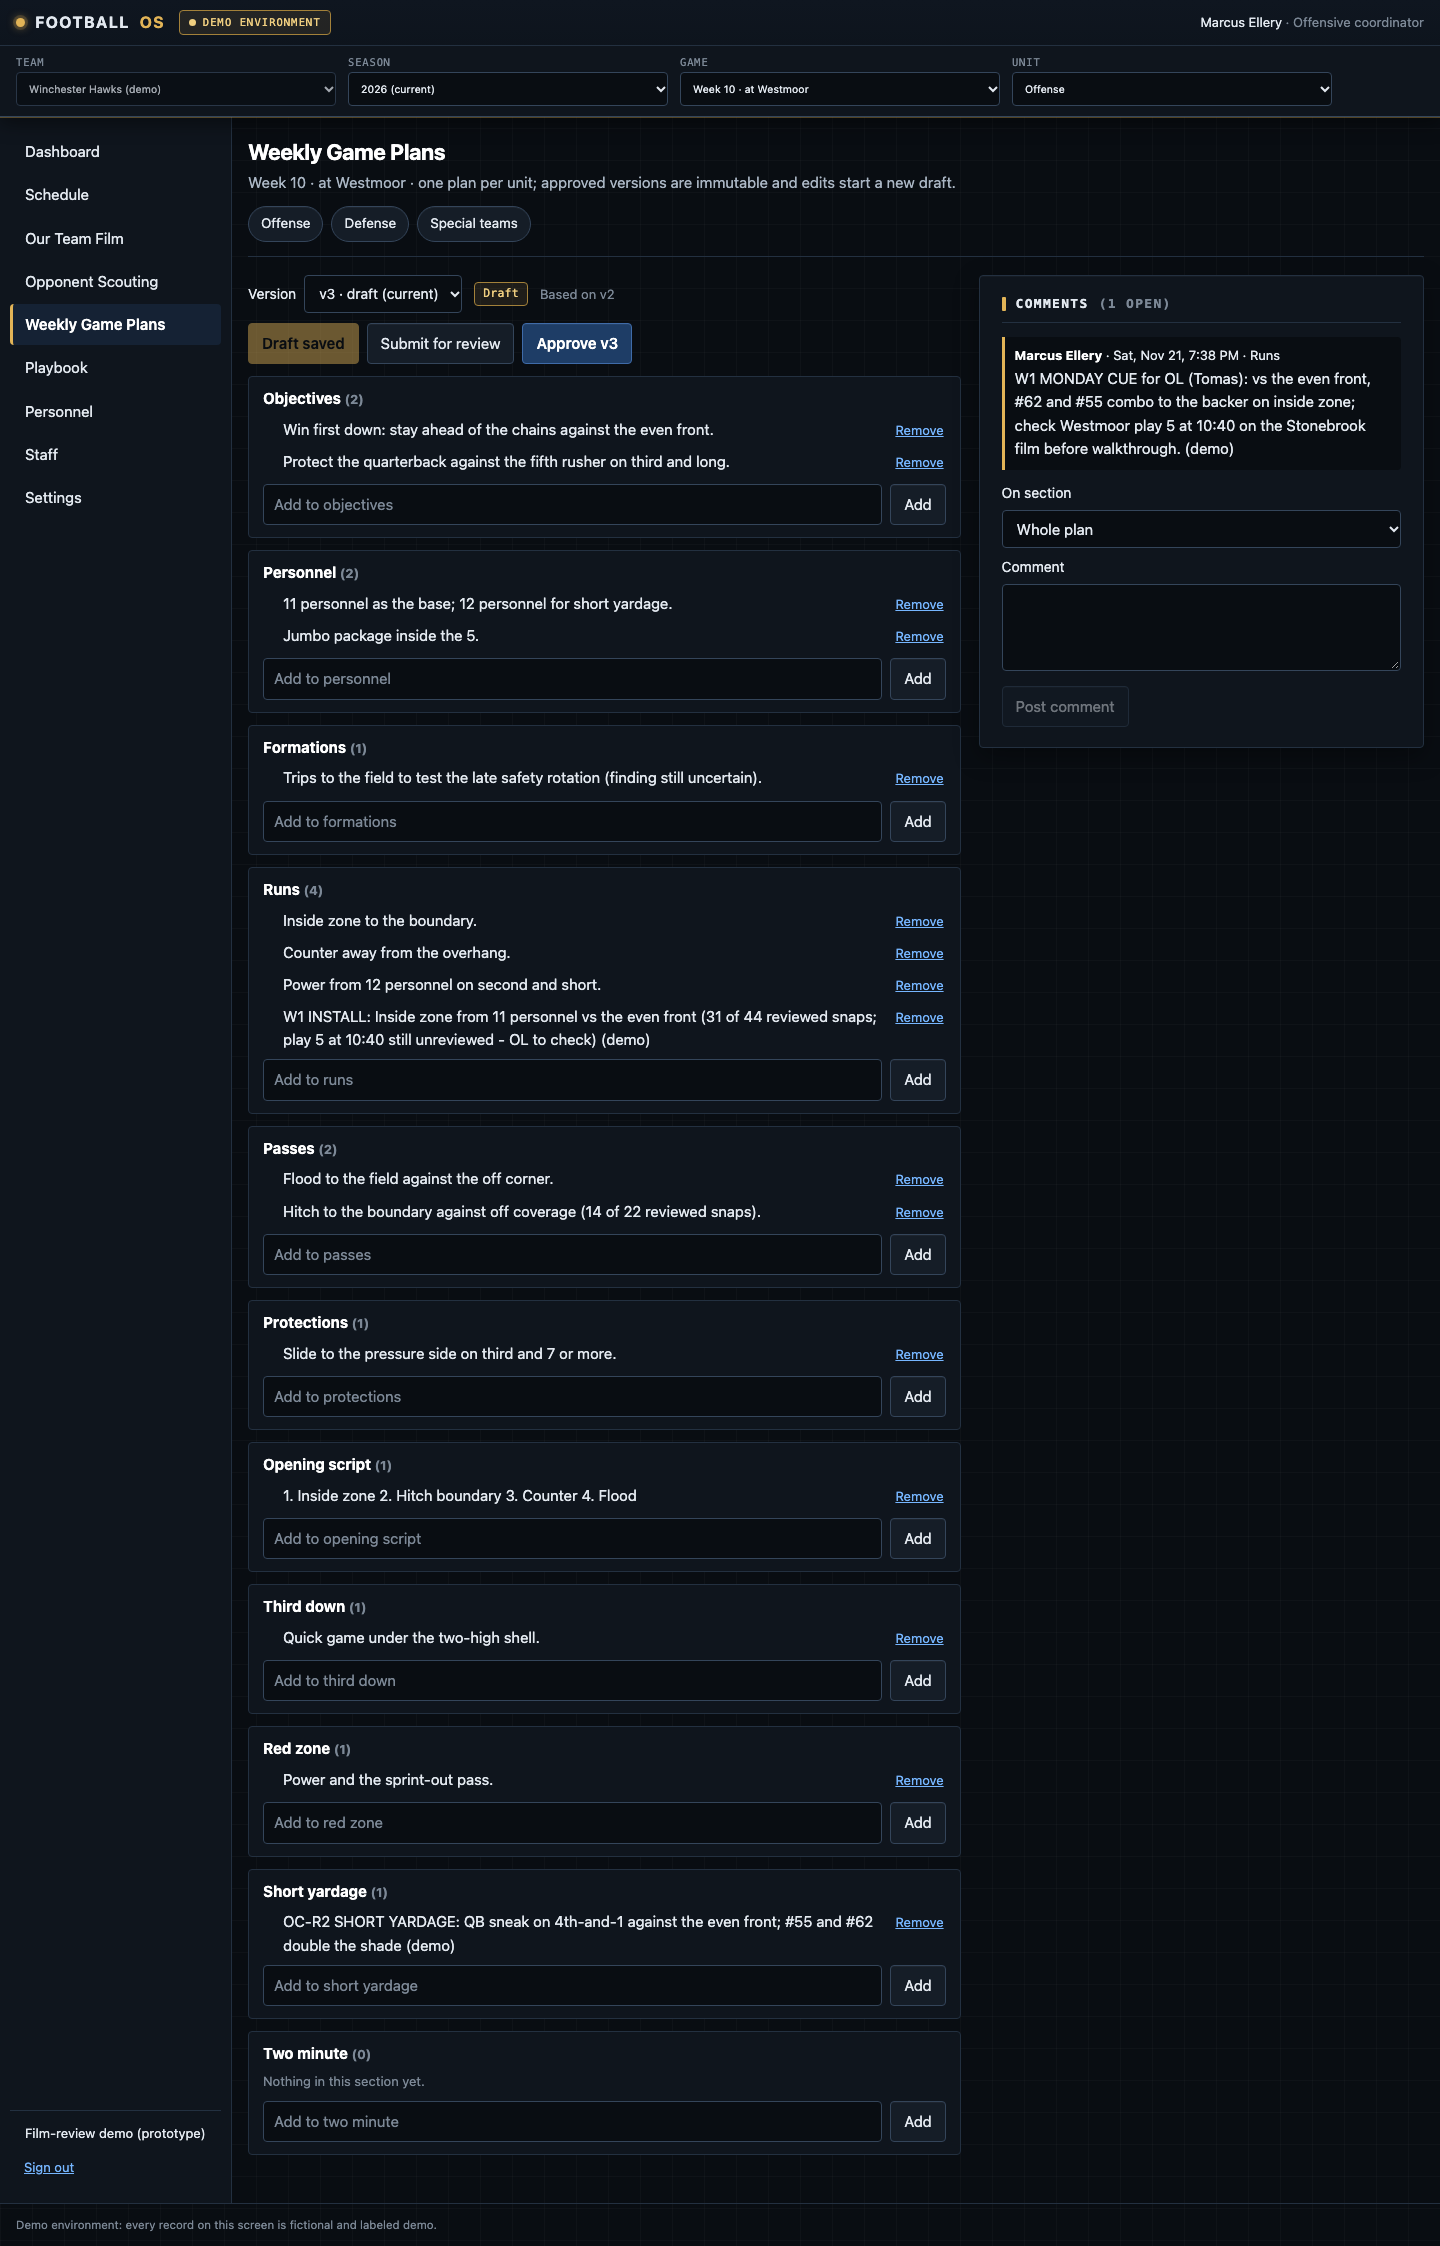 FOOTBALL OS
DEMO ENVIRONMENT
Marcus Ellery · Offensive coordinator
TEAM
Winchester Hawks (demo)
SEASON
2026 (current)
GAME
Week 10 · at Westmoor
UNIT
Offense
Dashboard
Schedule
Our Team Film
Opponent Scouting
Weekly Game Plans
Playbook
Personnel
Staff
Settings
Film-review demo (prototype)
Sign out
Weekly Game Plans
Week 10 · at Westmoor · one plan per unit; approved versions are immutable and edits start a new draft.
Offense
Defense
Special teams
Version
v3 · draft (current)
Draft
Based on v2
Draft saved
Submit for review
Approve v3
Objectives (2)
Win first down: stay ahead of the chains against the even front.
Remove
Protect the quarterback against the fifth rusher on third and long.
Remove
Add to objectives
Add
Personnel (2)
11 personnel as the base; 12 personnel for short yardage.
Remove
Jumbo package inside the 5.
Remove
Add to personnel
Add
Formations (1)
Trips to the field to test the late safety rotation (finding still uncertain).
Remove
Add to formations
Add
Runs (4)
Inside zone to the boundary.
Remove
Counter away from the overhang.
Remove
Power from 12 personnel on second and short.
Remove
W1 INSTALL: Inside zone from 11 personnel vs the even front (31 of 44 reviewed snaps;
play 5 at 10:40 still unreviewed - OL to check) (demo)
Remove
Add to runs
Add
Passes (2)
Flood to the field against the off corner.
Remove
Hitch to the boundary against off coverage (14 of 22 reviewed snaps).
Remove
Add to passes
Add
Protections (1)
Slide to the pressure side on third and 7 or more.
Remove
Add to protections
Add
Opening script (1)
1. Inside zone 2. Hitch boundary 3. Counter 4. Flood
Remove
Add to opening script
Add
Third down (1)
Quick game under the two-high shell.
Remove
Add to third down
Add
Red zone (1)
Power and the sprint-out pass.
Remove
Add to red zone
Add
Short yardage (1)
OC-R2 SHORT YARDAGE: QB sneak on 4th-and-1 against the even front; #55 and #62
double the shade (demo)
Remove
Add to short yardage
Add
Two minute (0)
Nothing in this section yet.
Add to two minute
Add
COMMENTS (1 OPEN)
Marcus Ellery · Sat, Nov 21, 7:38 PM · Runs
W1 MONDAY CUE for OL (Tomas): vs the even front,
#62 and #55 combo to the backer on inside zone;
check Westmoor play 5 at 10:40 on the Stonebrook
film before walkthrough. (demo)
On section
Whole plan
Comment
Post comment
Demo environment: every record on this screen is fictional and labeled demo.